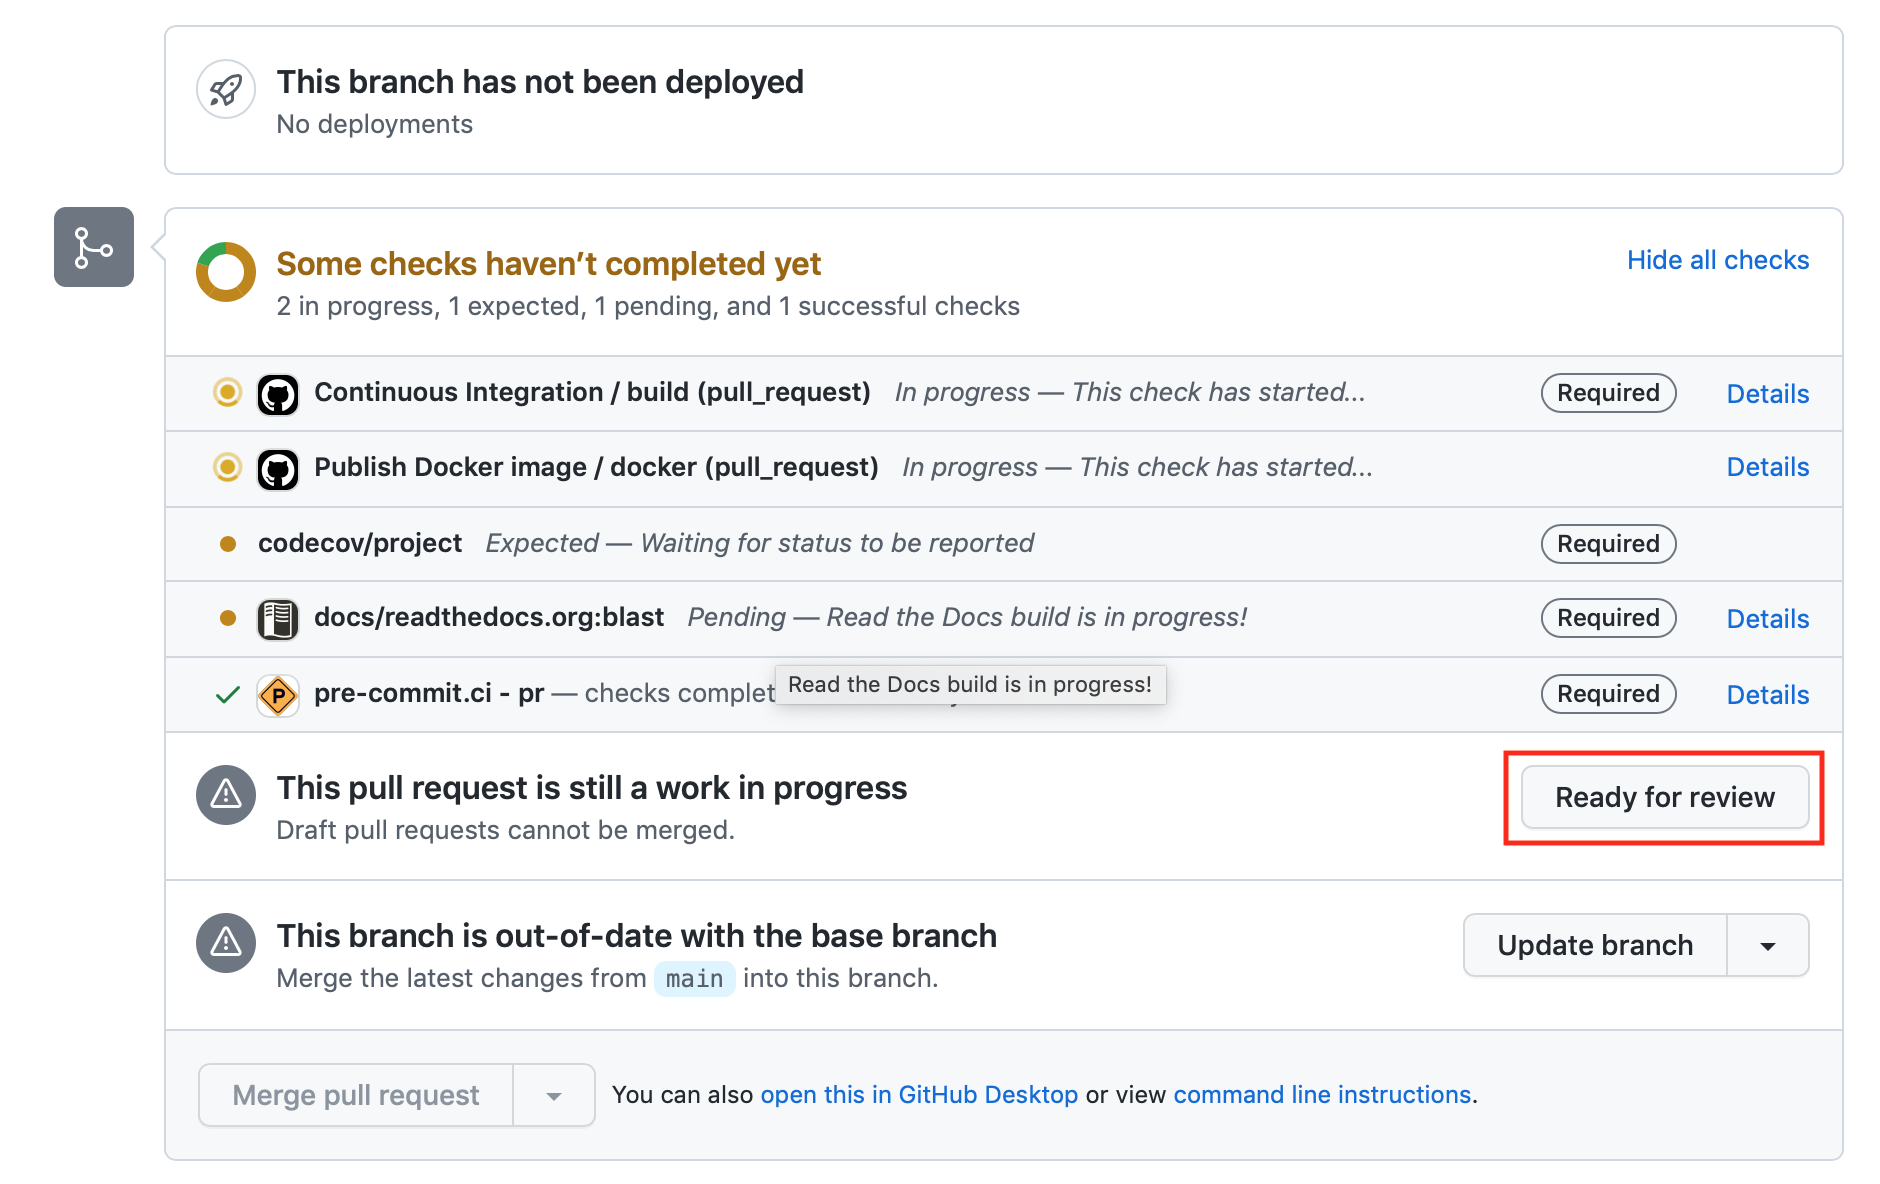 This branch has not been deployed
No deployments
Some checks haven’t completed yet
Hide all checks
2 in progress, 1 expected, 1 pending, and 1 successful checks
Continuous Integration / build (pull_request) In progress — This check has started... Required Details
Publish Docker image / docker (pull_request) In progress — This check has started... Details
codecov/project Expected — Waiting for status to be reported Required
docs/readthedocs.org:blast Pending — Read the Docs build is in progress! Required Details
pre-commit.ci - pr — checks complet Required Details
Read the Docs build is in progress!
This pull request is still a work in progress
Draft pull requests cannot be merged.
Ready for review
This branch is out-of-date with the base branch
Merge the latest changes from main into this branch.
Update branch
Merge pull request
You can also open this in GitHub Desktop or view command line instructions.